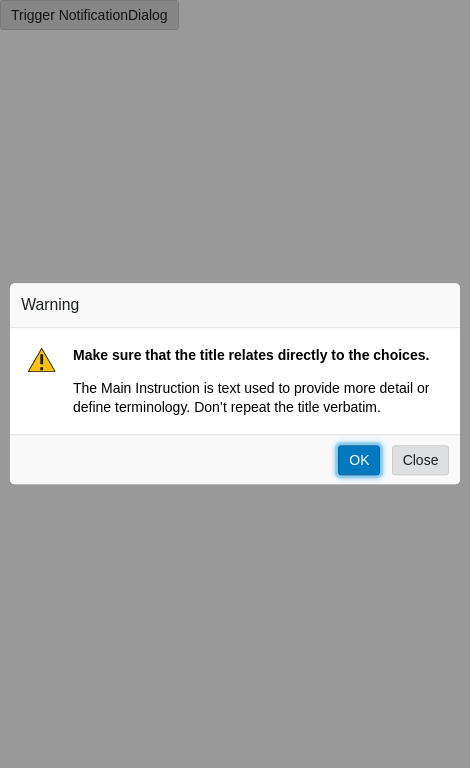 Trigger NotificationDialog
Warning
Make sure that the title relates directly to the choices.
The Main Instruction is text used to provide more detail or
define terminology. Don’t repeat the title verbatim.
OK Close